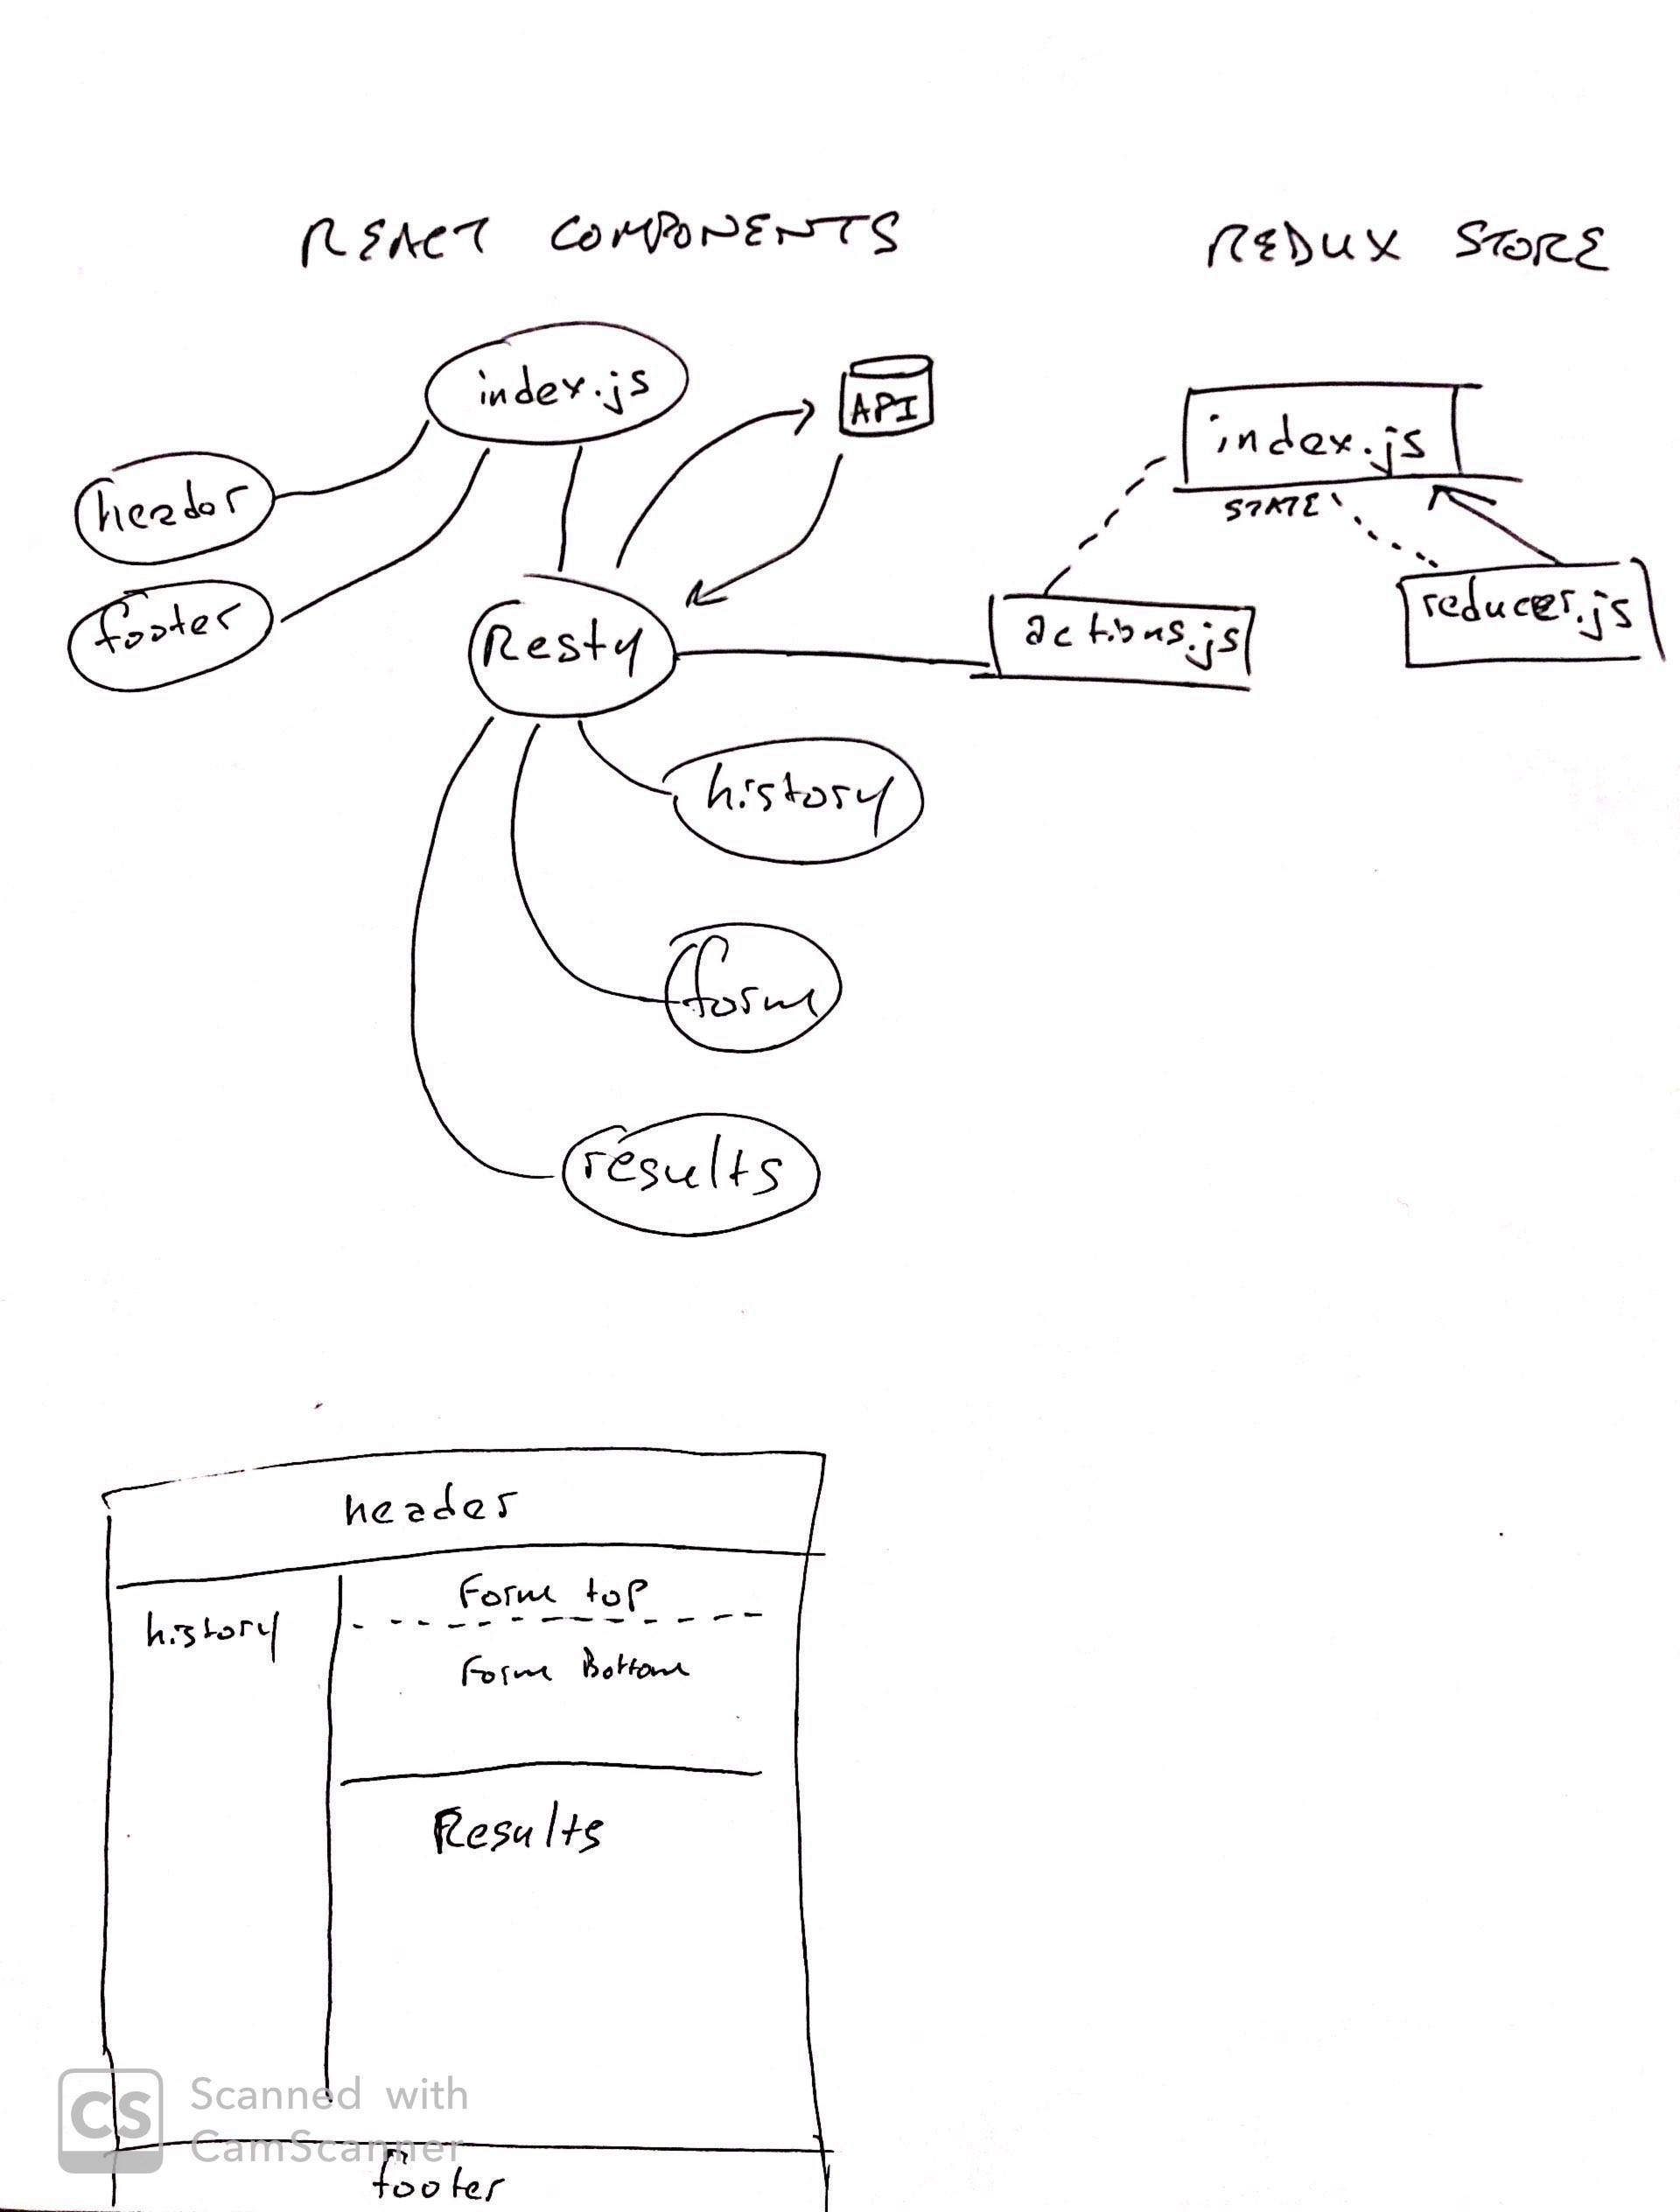 REACT COMPONENTS
REDUX STORE
index.js
API
index.js
STATE
header
footer
Resty
actions.js
reducer.js
history
form
results
header
Form top
history
Form Bottom
Results
footer
CS
Scanned with
CamScanner